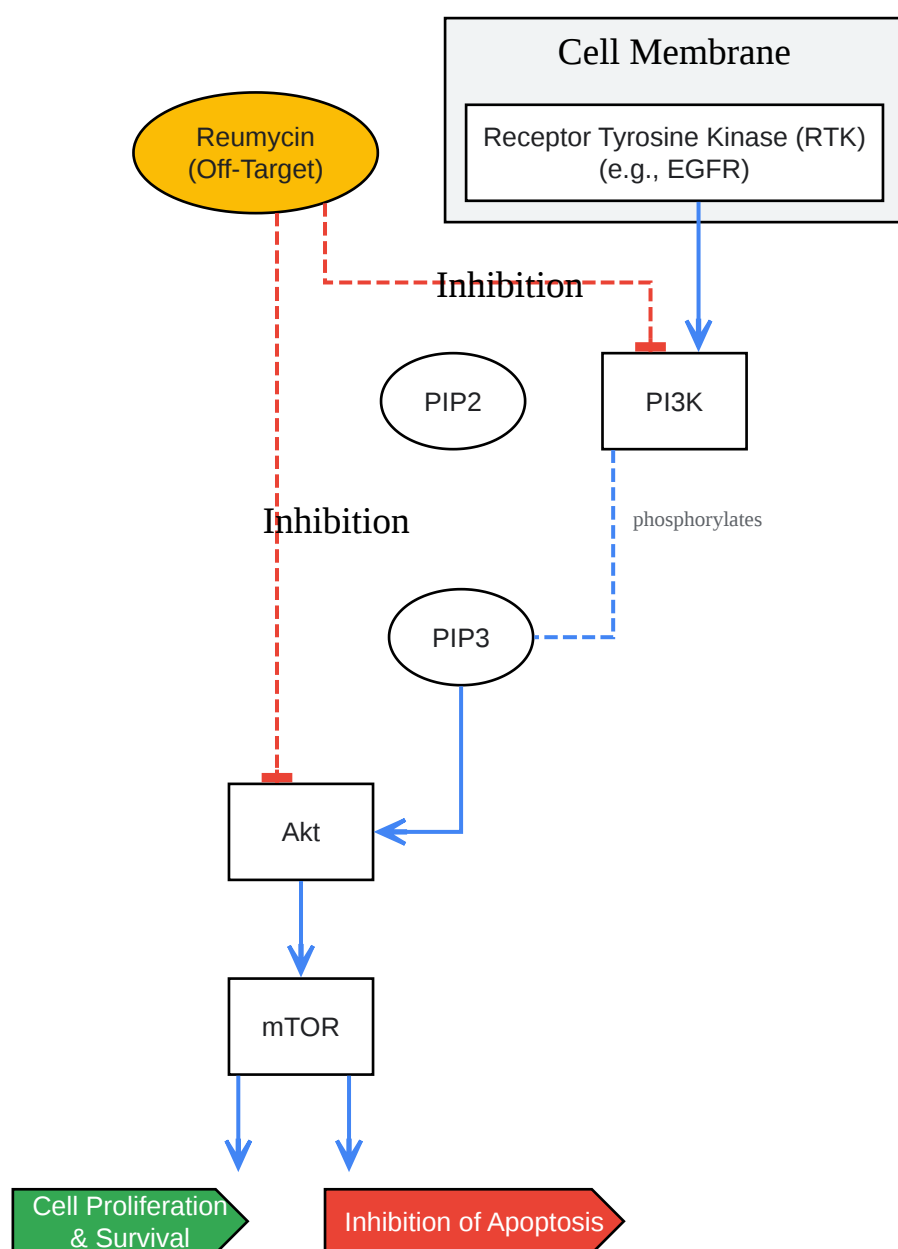 Cell Membrane
Reumycin
(Off-Target)
Receptor Tyrosine Kinase (RTK)
(e.g., EGFR)
Inhibition
PIP2
PI3K
Inhibition
phosphorylates
PIP3
Akt
mTOR
Cell Proliferation
& Survival
Inhibition of Apoptosis